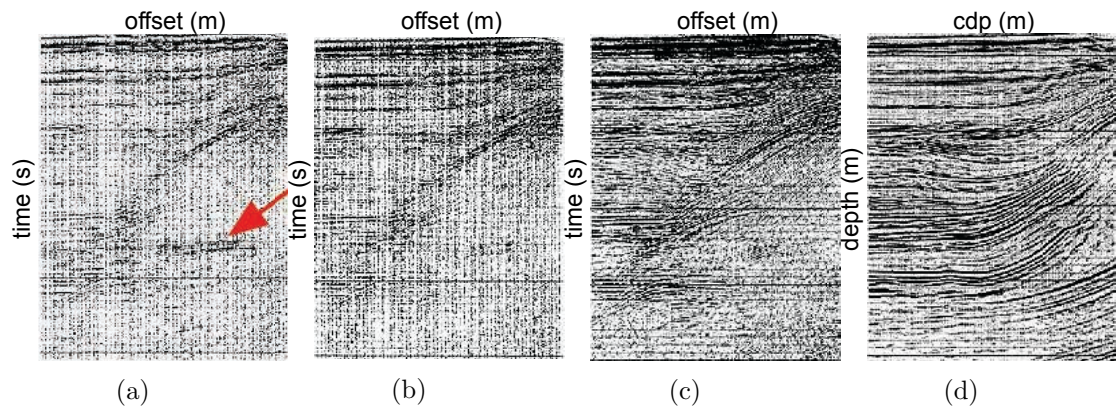 offset (m) offset (m) offset (m) cdp (m)
time (s) time (s) time (s) depth (m)
(a) (b) (c) (d)